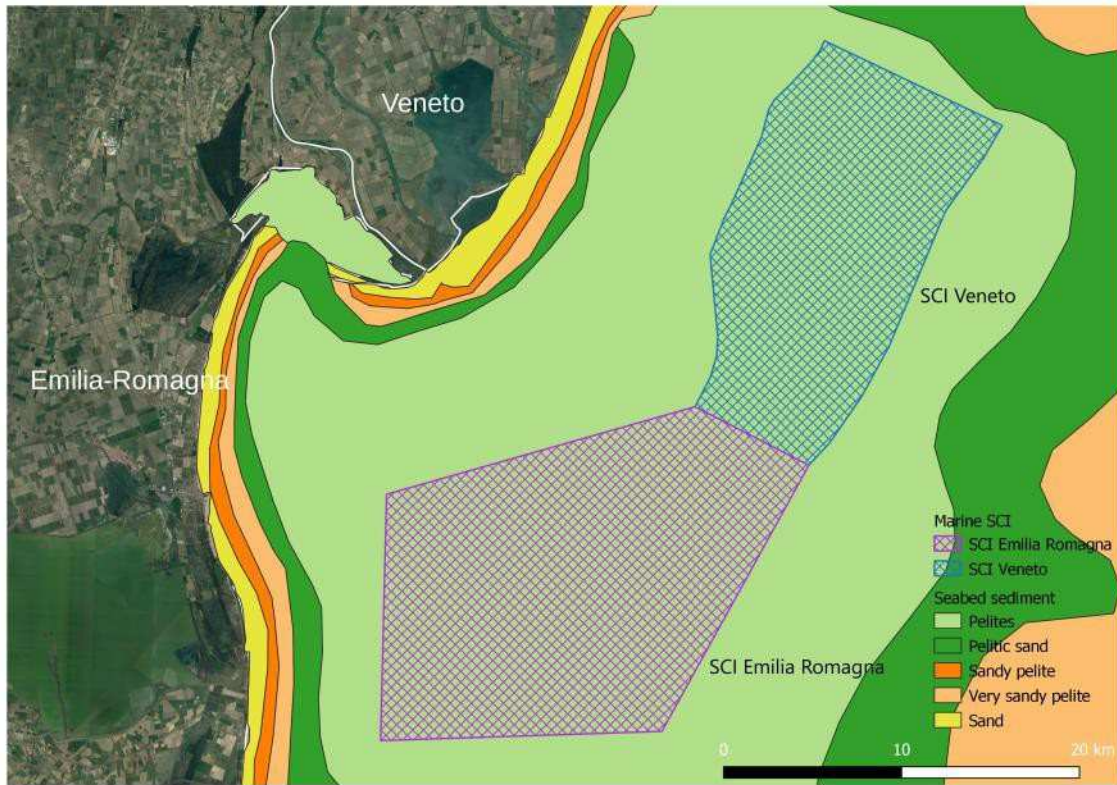 Veneto
Emilia-Romagna
SCI Veneto
SCI Emilia Romagna
Marine SCI
SCI Emilia Romagna
SCI Veneto
Seabed sediment
Pelites
Pelitic sand
Sandy pelite
Very sandy pelite
Sand
0 10 20 km